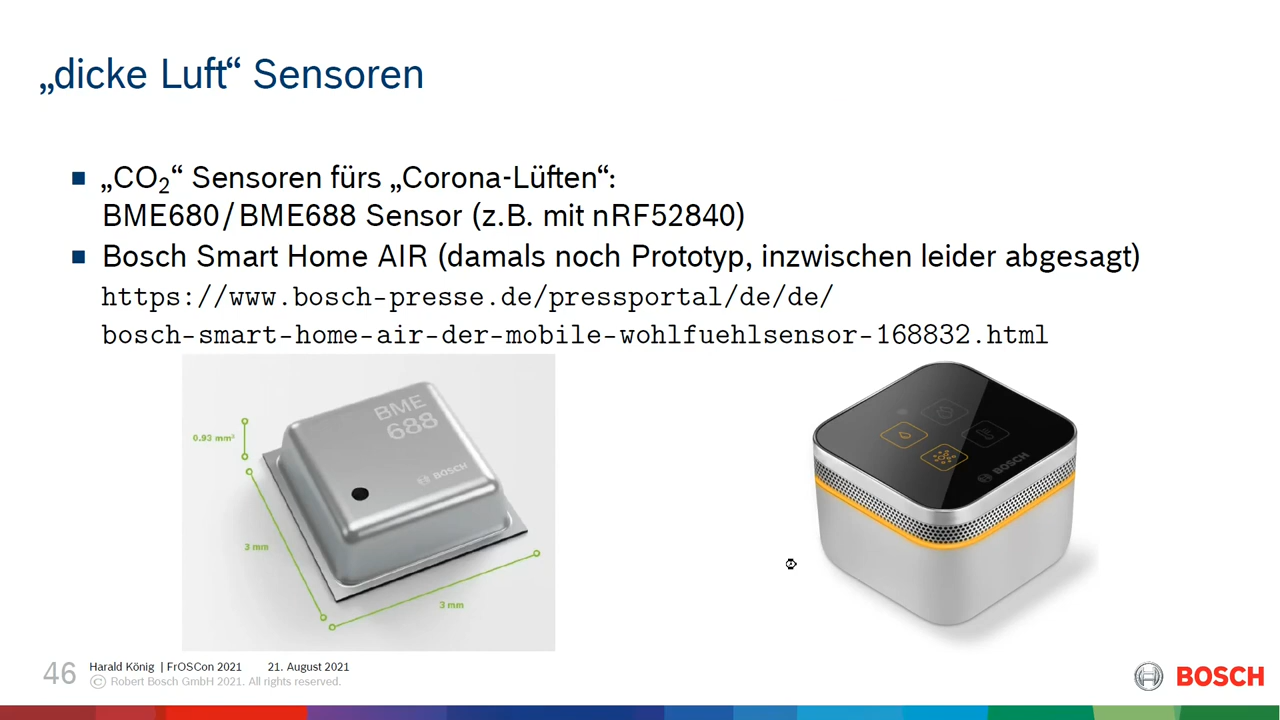 „dicke Luft“ Sensoren
■ „CO₂“ Sensoren fürs „Corona-Lüften“:
BME680/BME688 Sensor (z.B. mit nRF52840)
■ Bosch Smart Home AIR (damals noch Prototyp, inzwischen leider abgesagt)
https://www.bosch-presse.de/pressportal/de/de/
bosch-smart-home-air-der-mobile-wohlfuehlsensor-168832.html
BME
688
BOSCH
0.93 mm³
3 mm
3 mm
BOSCH
46
Harald König | FrOSCon 2021 21. August 2021
© Robert Bosch GmbH 2021. All rights reserved.
BOSCH